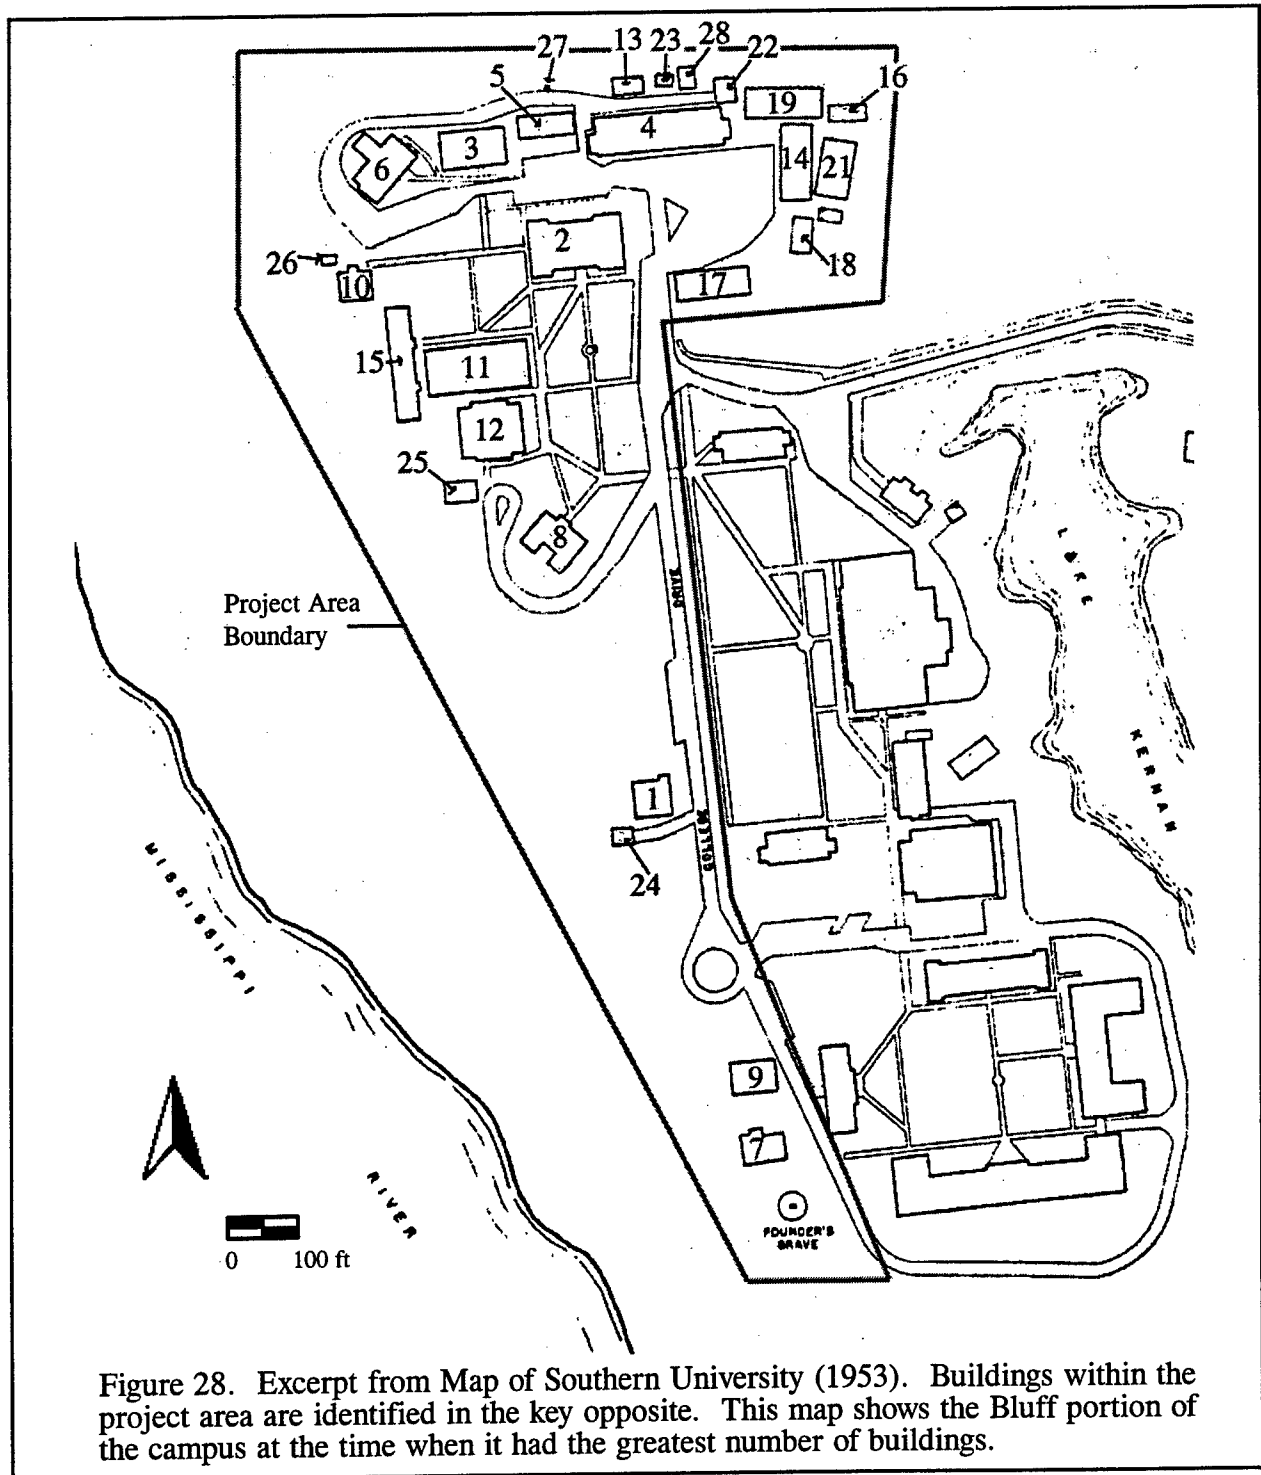 27 13 23 28 22
5 16
19
4
3 14 21
6
2
26 18
10 17
15 11
12
25
8
LAKE
DRIVE
Project Area
Boundary
KERNAN
1
COLLEGE
24
MISSISSIPPI
9
7
RIVER
FOUNDER'S
GRAVE
0 100 ft
Figure 28. Excerpt from Map of Southern University (1953). Buildings within the
project area are identified in the key opposite. This map shows the Bluff portion of
the campus at the time when it had the greatest number of buildings.